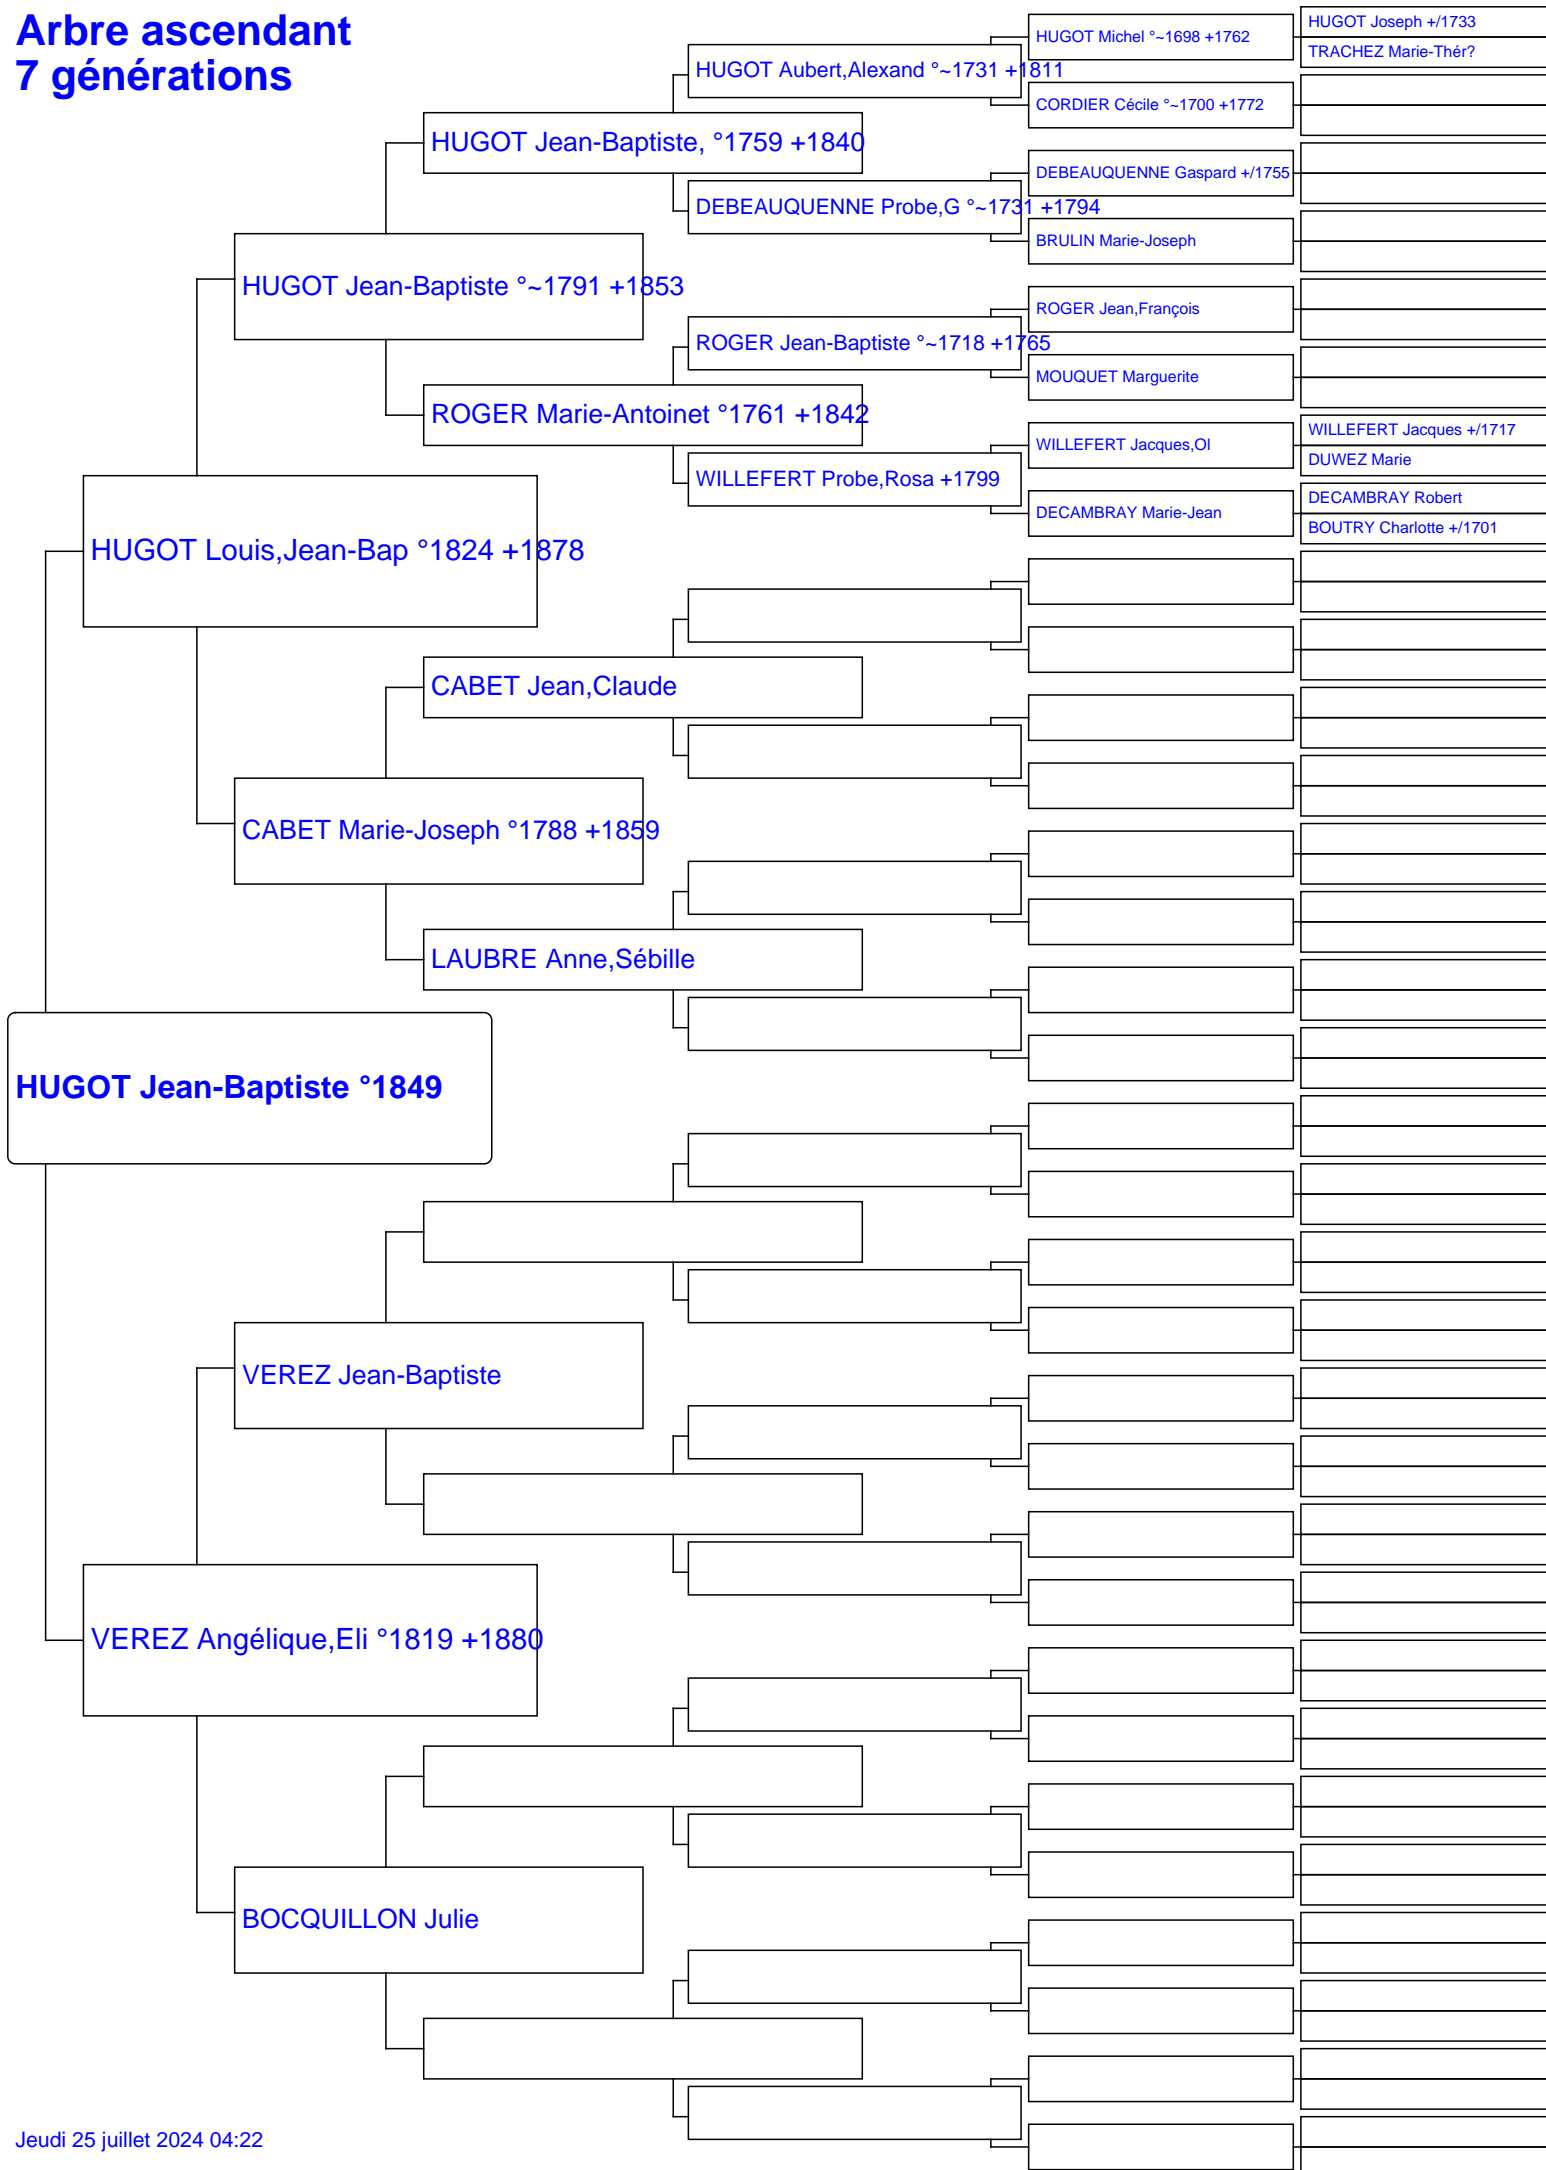 Arbre ascendant
7 générations
HUGOT Joseph +/1733
HUGOT Michel °~1698 +1762
TRACHEZ Marie-Thér?
HUGOT Aubert,Alexand °~1731 +1811
CORDIER Cécile °~1700 +1772
HUGOT Jean-Baptiste, °1759 +1840
DEBEAUQUENNE Gaspard +/1755
DEBEAUQUENNE Probe,G °~1731 +1794
BRULIN Marie-Joseph
HUGOT Jean-Baptiste °~1791 +1853
ROGER Jean,François
ROGER Jean-Baptiste °~1718 +1765
MOUQUET Marguerite
ROGER Marie-Antoinet °1761 +1842
WILLEFERT Jacques +/1717
WILLEFERT Jacques,Ol
DUWEZ Marie
WILLEFERT Probe,Rosa +1799
DECAMBRAY Robert
DECAMBRAY Marie-Jean
BOUTRY Charlotte +/1701
HUGOT Louis,Jean-Bap °1824 +1878
CABET Jean,Claude
CABET Marie-Joseph °1788 +1859
LAUBRE Anne,Sébille
HUGOT Jean-Baptiste °1849
VEREZ Jean-Baptiste
VEREZ Angélique,Eli °1819 +1880
BOCQUILLON Julie
Jeudi 25 juillet 2024 04:22